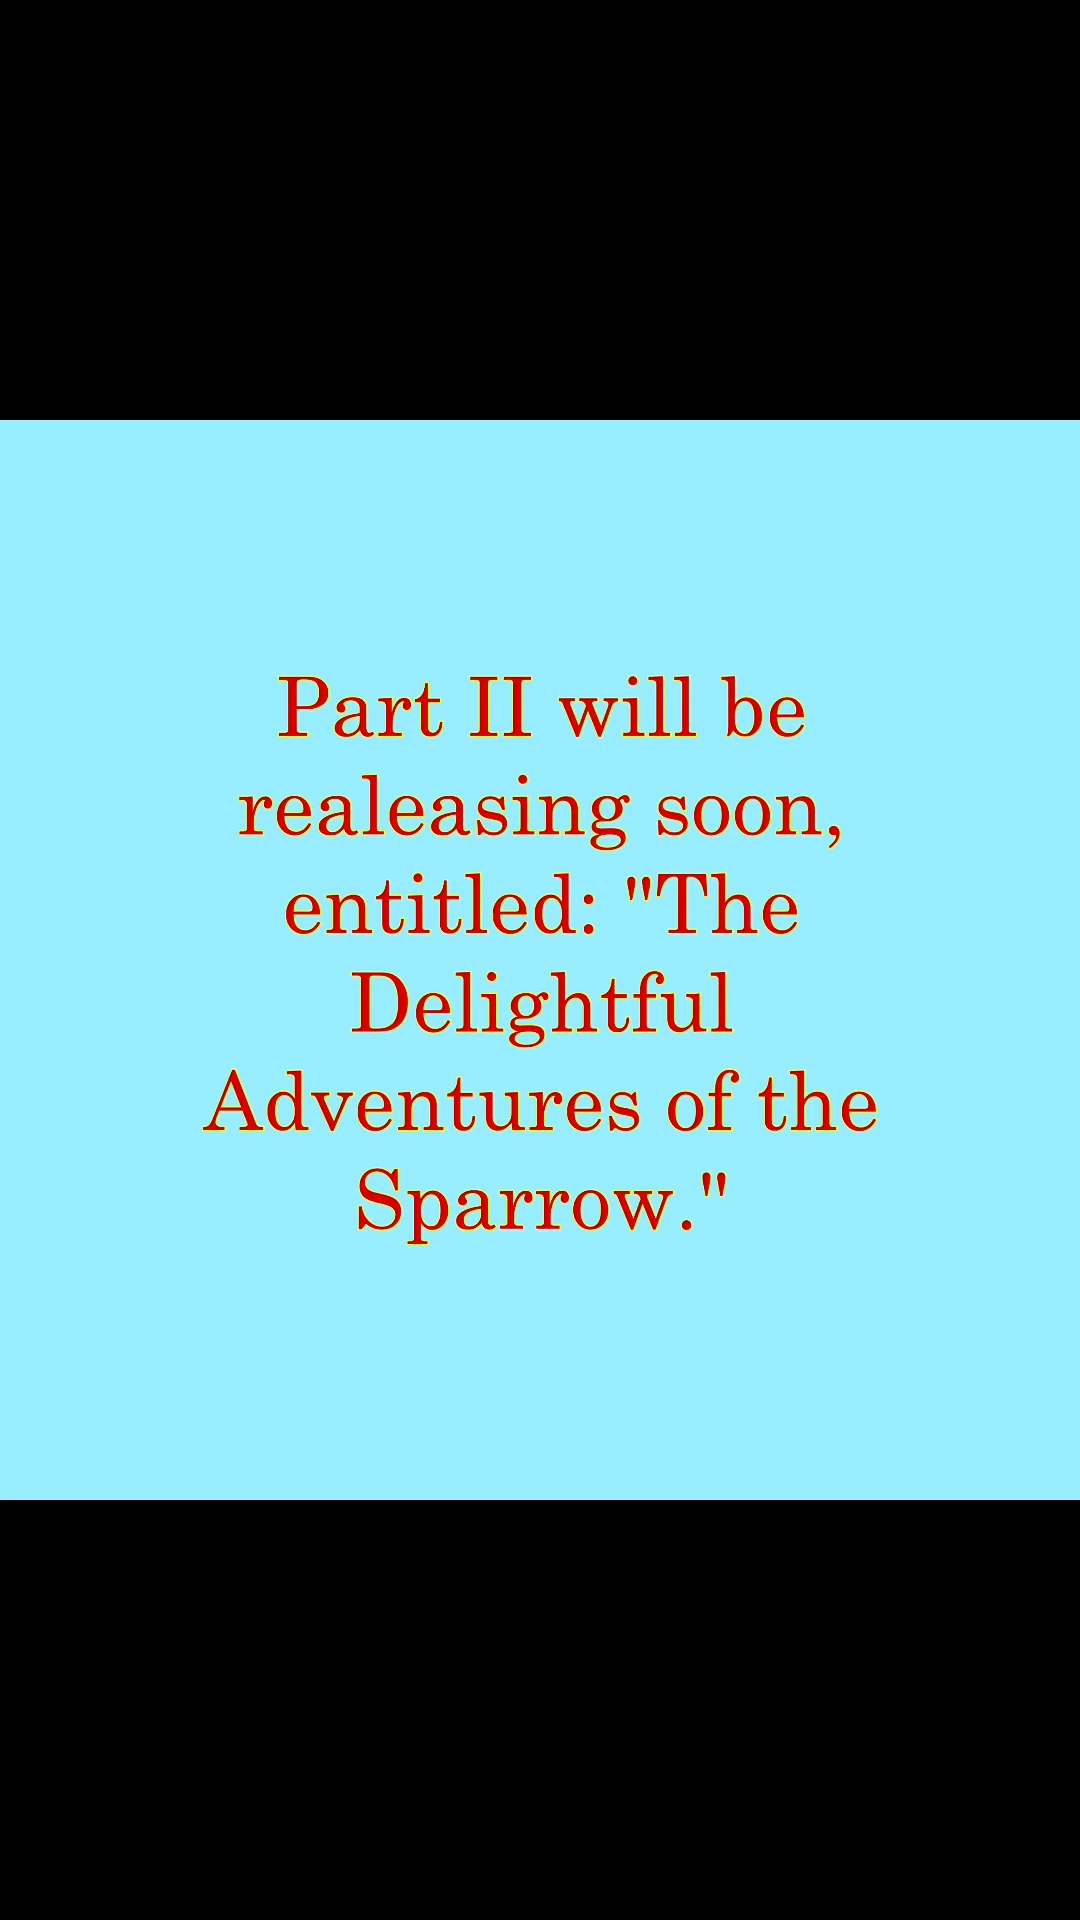 Part II will be
realeasing soon,
entitled: "The
Delightful
Adventures of the
Sparrow."